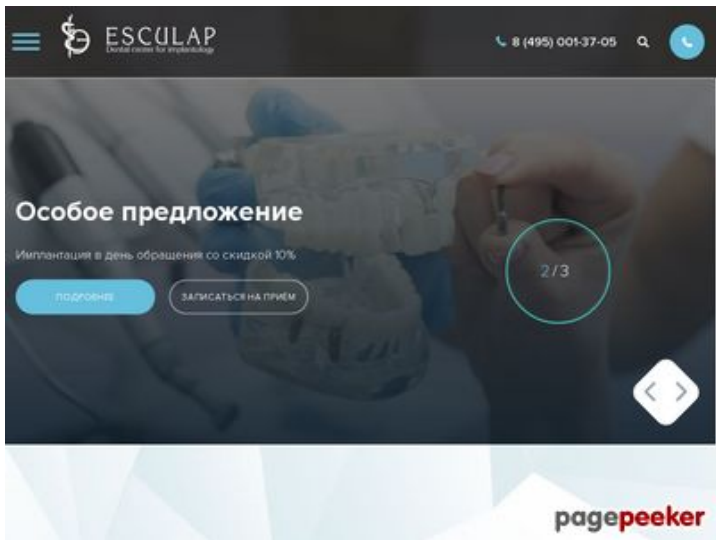 ESCULAP
Dental center for implantology
8 (495) 001-37-05
Особое предложение
Имплантация в день обращения со скидкой 10%
ПОДРОБНЕЕ
ЗАПИСАТЬСЯ НА ПРИЁМ
2/3
pagepeeker